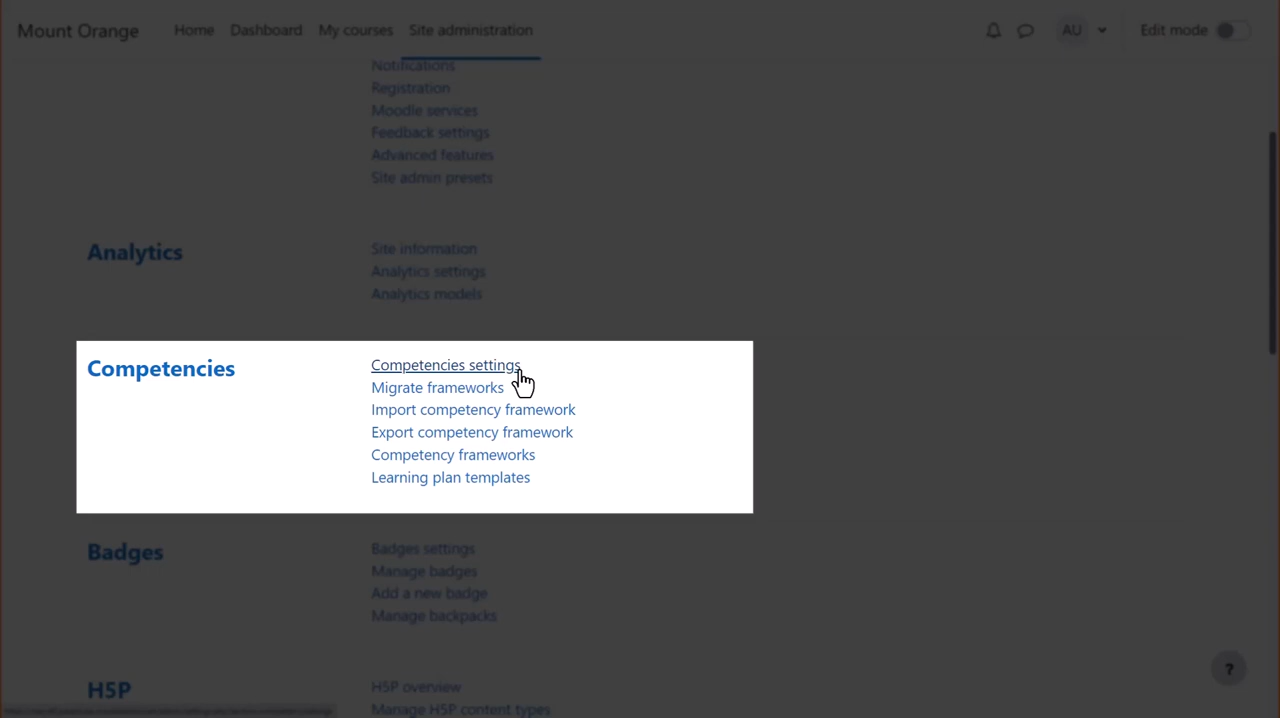 Mount Orange Home Dashboard My courses Site administration AU Edit mode
Notifications
Registration
Moodle services
Feedback settings
Advanced features
Site admin presets
Analytics
Site information
Analytics settings
Analytics models
Competencies
Competencies settings
Migrate frameworks
Import competency framework
Export competency framework
Competency frameworks
Learning plan templates
Badges
Badges settings
Manage badges
Add a new badge
Manage backpacks
?
H5P
H5P overview
Manage H5P content types